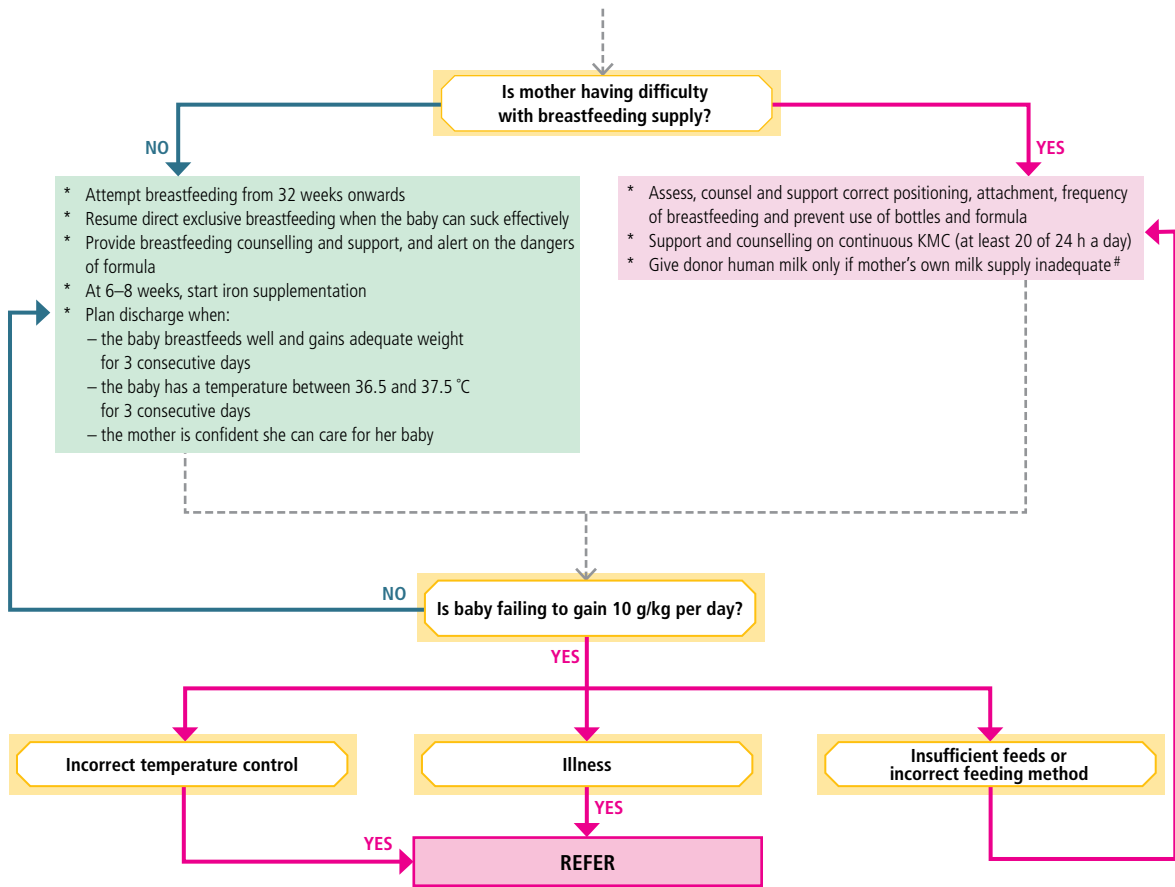 Is mother having difficulty
with breastfeeding supply?
NO
YES
* Attempt breastfeeding from 32 weeks onwards
* Resume direct exclusive breastfeeding when the baby can suck effectively
* Provide breastfeeding counselling and support, and alert on the dangers
of formula
* At 6–8 weeks, start iron supplementation
* Plan discharge when:
– the baby breastfeeds well and gains adequate weight
for 3 consecutive days
– the baby has a temperature between 36.5 and 37.5 ˚C
for 3 consecutive days
– the mother is confident she can care for her baby
* Assess, counsel and support correct positioning, attachment, frequency
of breastfeeding and prevent use of bottles and formula
* Support and counselling on continuous KMC (at least 20 of 24 h a day)
* Give donor human milk only if mother's own milk supply inadequate #
NO
Is baby failing to gain 10 g/kg per day?
YES
Incorrect temperature control
Illness
Insufficient feeds or
incorrect feeding method
YES
YES
REFER